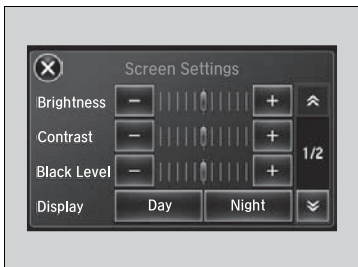 Screen Settings
Brightness - +
Contrast - +
1/2
Black Level - +
Display Day Night